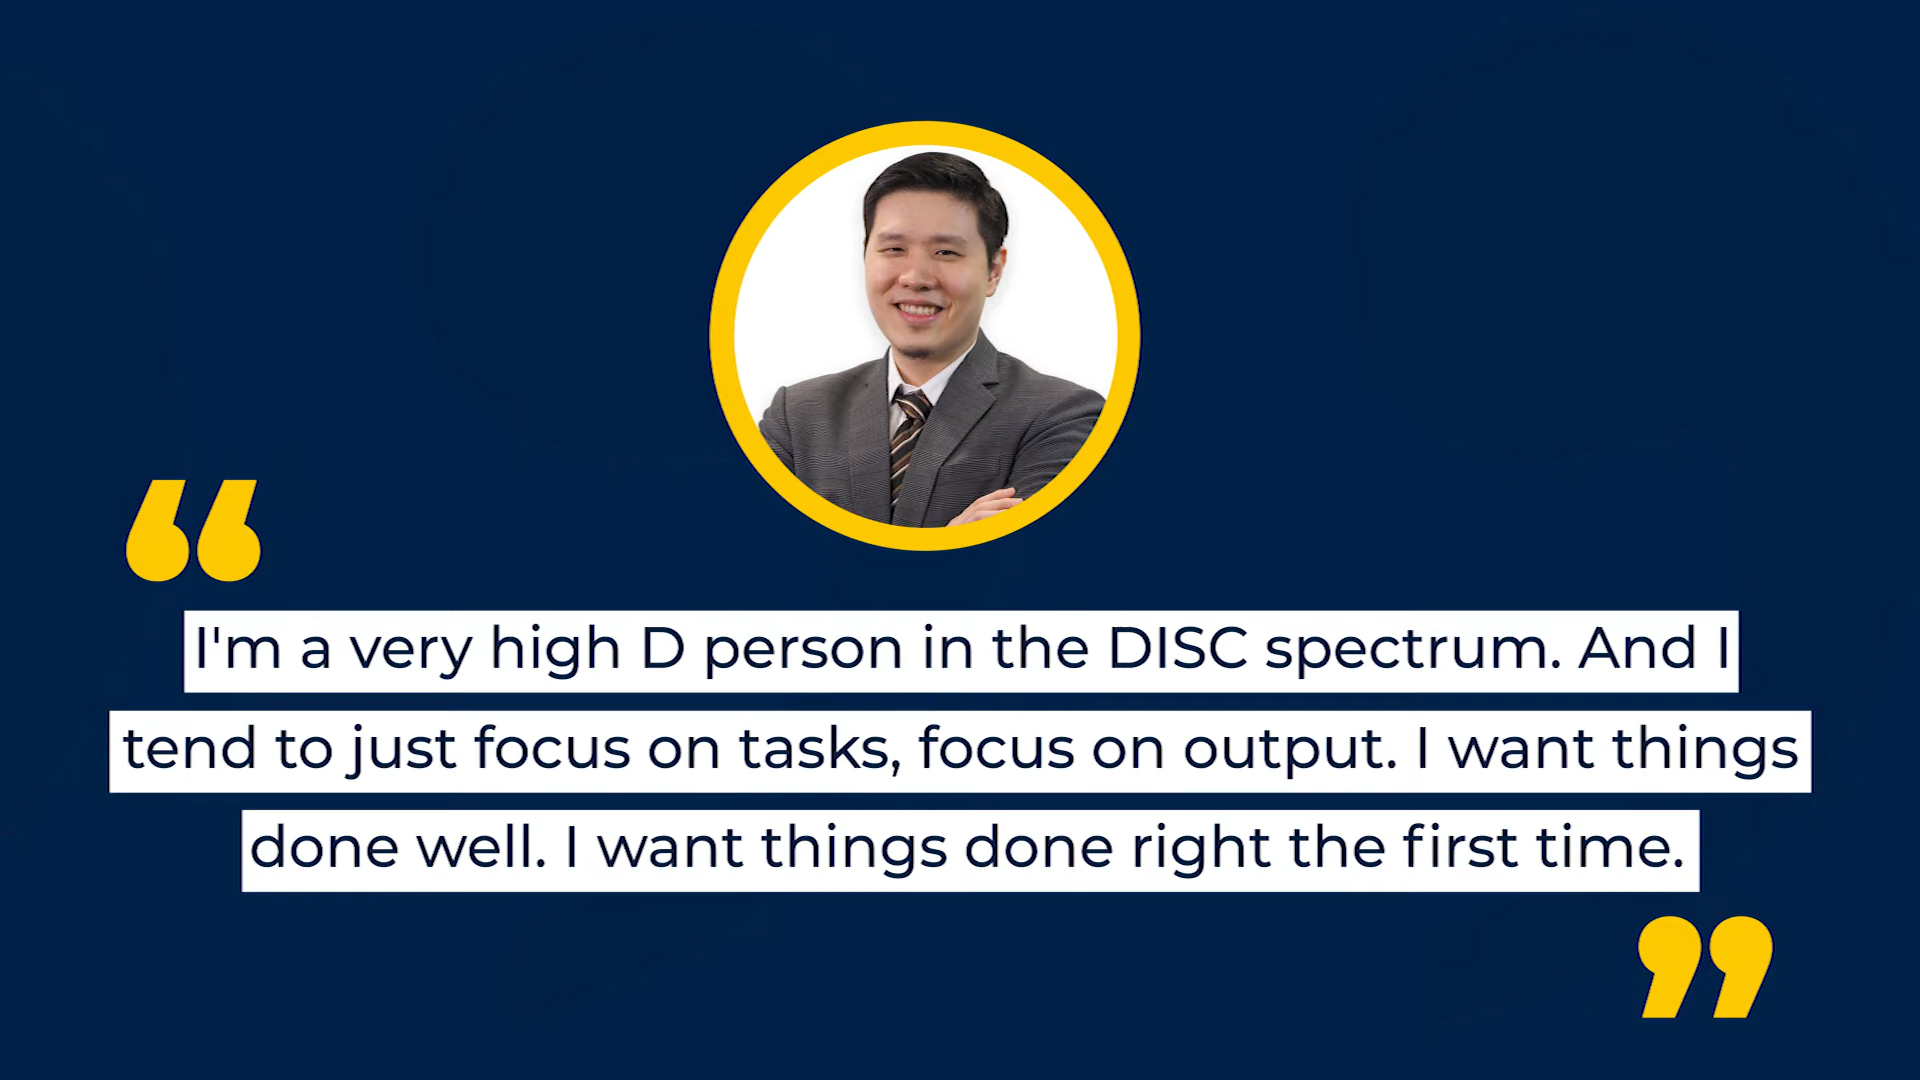 “
I'm a very high D person in the DISC spectrum. And I
tend to just focus on tasks, focus on output. I want things
done well. I want things done right the first time.
”